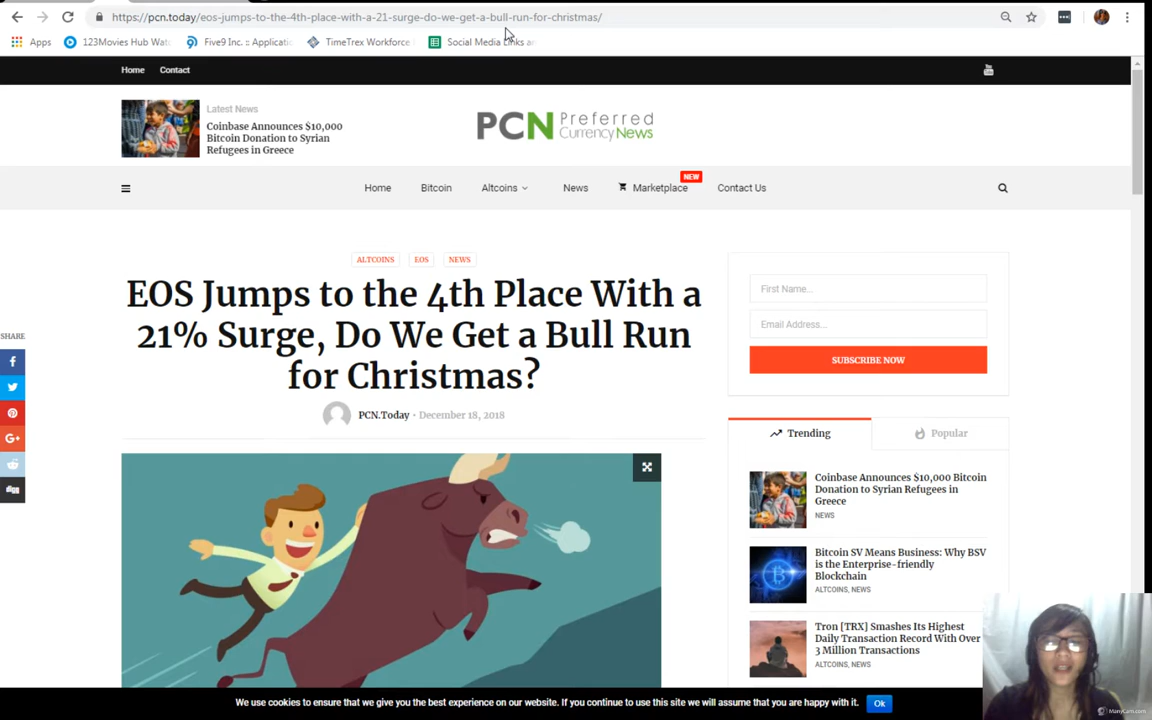 https://pcn.today/eos-jumps-to-the-4th-place-with-a-21-surge-do-we-get-a-bull-run-for-christmas/
Apps
123Movies Hub Wat
Five9 Inc. :: Applicati
TimeTrex Workforce
Social Media Links an
Home
Contact
Latest News
Coinbase Announces $10,000
Bitcoin Donation to Syrian
Refugees in Greece
PCN Preferred
Currency News
Home
Bitcoin
Altcoins
News
Marketplace
NEW
Contact Us
ALTCOINS
EOS
NEWS
EOS Jumps to the 4th Place With a
21% Surge, Do We Get a Bull Run
for Christmas?
PCN.Today - December 18, 2018
SHARE
First Name...
Email Address...
SUBSCRIBE NOW
Trending
Popular
Coinbase Announces $10,000 Bitcoin
Donation to Syrian Refugees in
Greece
NEWS
Bitcoin SV Means Business: Why BSV
is the Enterprise-friendly
Blockchain
ALTCOINS, NEWS
Tron [TRX] Smashes Its Highest
Daily Transaction Record With Over
3 Million Transactions
ALTCOINS, NEWS
We use cookies to ensure that we give you the best experience on our website. If you continue to use this site we will assume that you are happy with it.
Ok
ManyCam.com